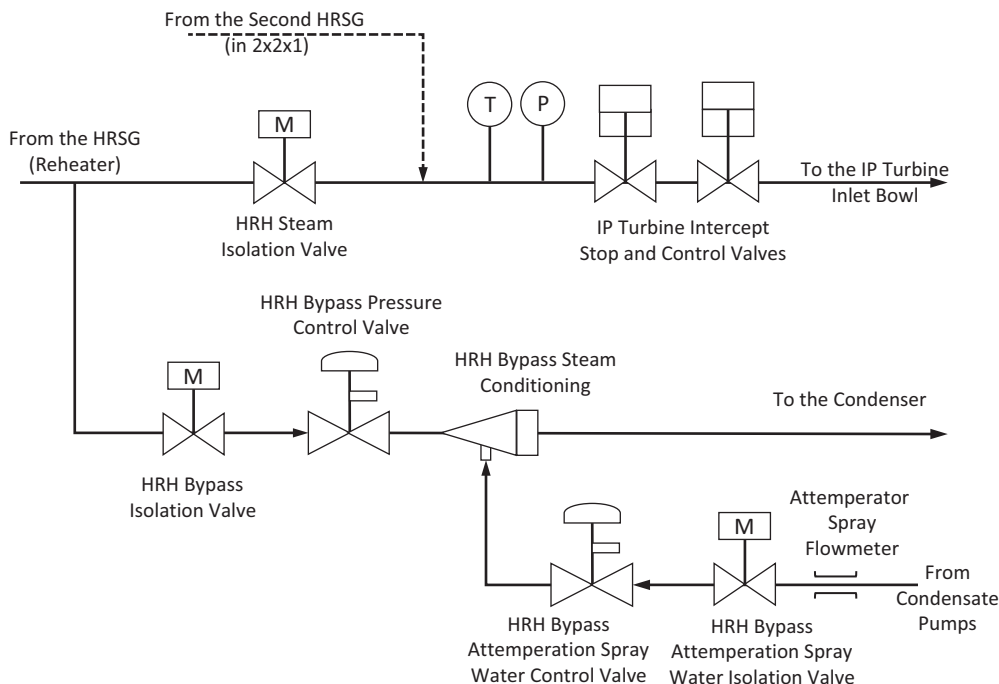 From the Second HRSG
(in 2x2x1)
T
P
M
From the HRSG
(Reheater)
To the IP Turbine
Inlet Bowl
HRH Steam
Isolation Valve
IP Turbine Intercept
Stop and Control Valves
HRH Bypass Pressure
Control Valve
HRH Bypass Steam
Conditioning
M
To the Condenser
HRH Bypass
Isolation Valve
Attemperator
Spray
Flowmeter
M
From
Condensate
Pumps
HRH Bypass
Attemperation Spray
Water Control Valve
HRH Bypass
Attemperation Spray
Water Isolation Valve